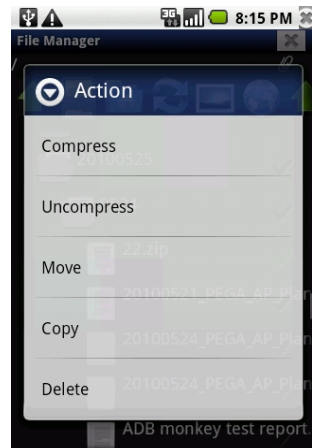 3G 8:15 PM
File Manager
/
Action
Compress
20100525
Uncompress
22.zip
Move
20100521_PEGA_AP_Plan
Copy
20100524_PEGA_AP_Plan
Delete
20100524_PEGA_AP_Plan
ADB monkey test report.